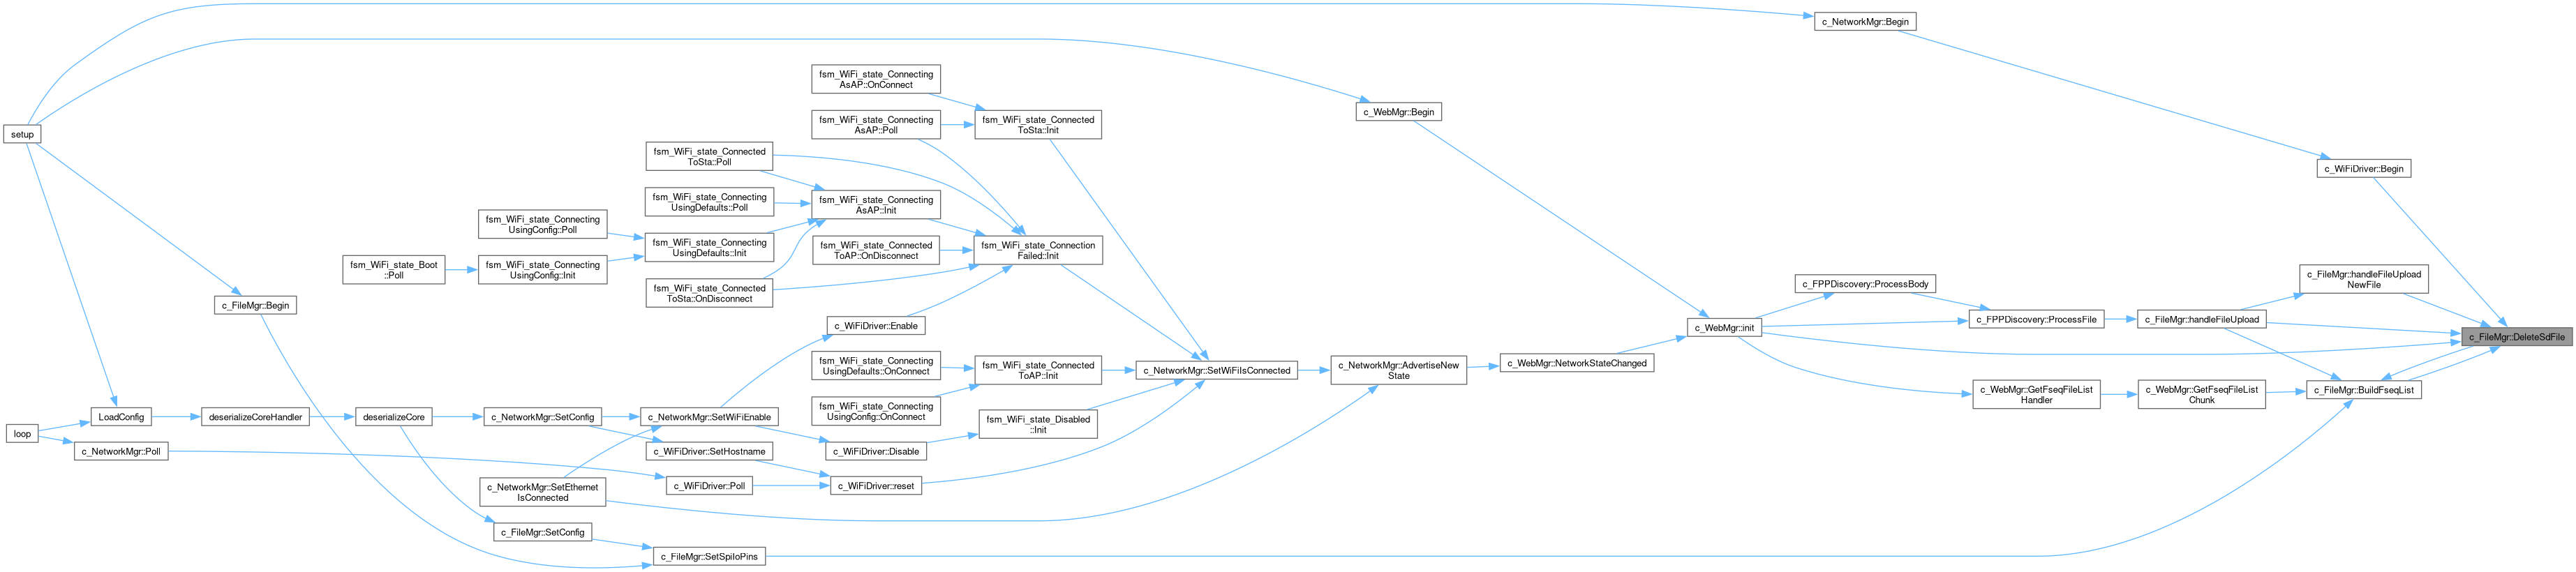 c_NetworkMgr::Begin
fsm_WiFi_state_Connecting
AsAP::OnConnect
c_WebMgr::Begin
fsm_WiFi_state_Connecting
AsAP::Poll
fsm_WiFi_state_Connected
ToSta::Init
setup
fsm_WiFi_state_Connected
ToSta::Poll
c_WiFiDriver::Begin
fsm_WiFi_state_Connecting
UsingDefaults::Poll
fsm_WiFi_state_Connecting
AsAP::Init
fsm_WiFi_state_Connecting
UsingConfig::Poll
fsm_WiFi_state_Connecting
UsingDefaults::Init
fsm_WiFi_state_Connected
ToAP::OnDisconnect
fsm_WiFi_state_Connection
Failed::Init
fsm_WiFi_state_Boot
::Poll
fsm_WiFi_state_Connecting
UsingConfig::Init
fsm_WiFi_state_Connected
ToSta::OnDisconnect
c_FPPDiscovery::ProcessBody
c_FileMgr::handleFileUpload
NewFile
c_FileMgr::Begin
c_WiFiDriver::Enable
c_WebMgr::init
c_FPPDiscovery::ProcessFile
c_FileMgr::handleFileUpload
c_FileMgr::DeleteSdFile
fsm_WiFi_state_Connecting
UsingDefaults::OnConnect
fsm_WiFi_state_Connected
ToAP::Init
c_NetworkMgr::SetWiFiIsConnected
c_NetworkMgr::AdvertiseNew
State
c_WebMgr::NetworkStateChanged
c_WebMgr::GetFseqFileList
Handler
c_WebMgr::GetFseqFileList
Chunk
c_FileMgr::BuildFseqList
fsm_WiFi_state_Connecting
UsingConfig::OnConnect
LoadConfig
deserializeCoreHandler
deserializeCore
c_NetworkMgr::SetConfig
c_NetworkMgr::SetWiFiEnable
fsm_WiFi_state_Disabled
::Init
loop
c_NetworkMgr::Poll
c_WiFiDriver::SetHostname
c_WiFiDriver::Disable
c_NetworkMgr::SetEthernet
IsConnected
c_WiFiDriver::Poll
c_WiFiDriver::reset
c_FileMgr::SetConfig
c_FileMgr::SetSpiIoPins